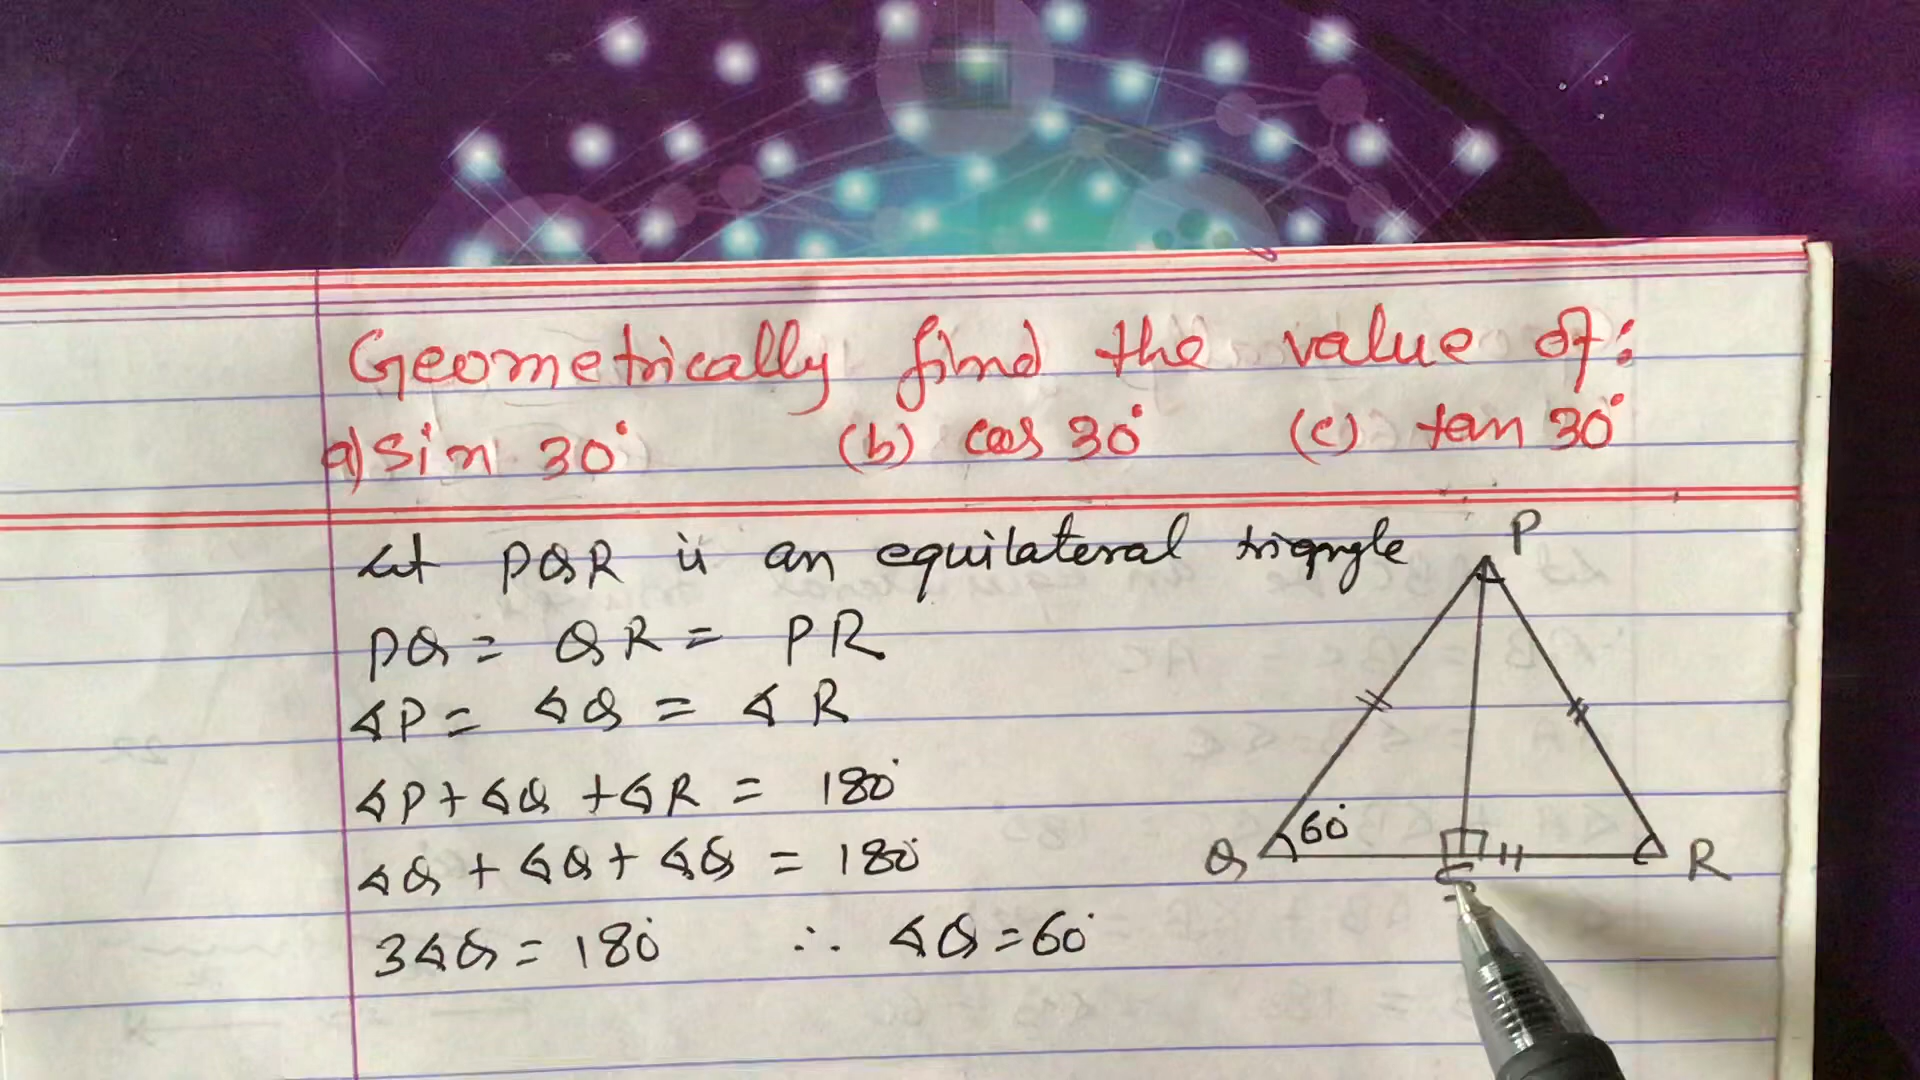 Geometrically find the value of:
a) sin 30° (b) cos 30° (c) tan 30°
Let PQR is an equilateral triangle
PQ = QR = PR
∢P = ∢Q = ∢R
∢P + ∢Q + ∢R = 180°
∢Q + ∢Q + ∢Q = 180°
3∢Q = 180° ∴ ∢Q = 60°
P
60°
Q
R
S